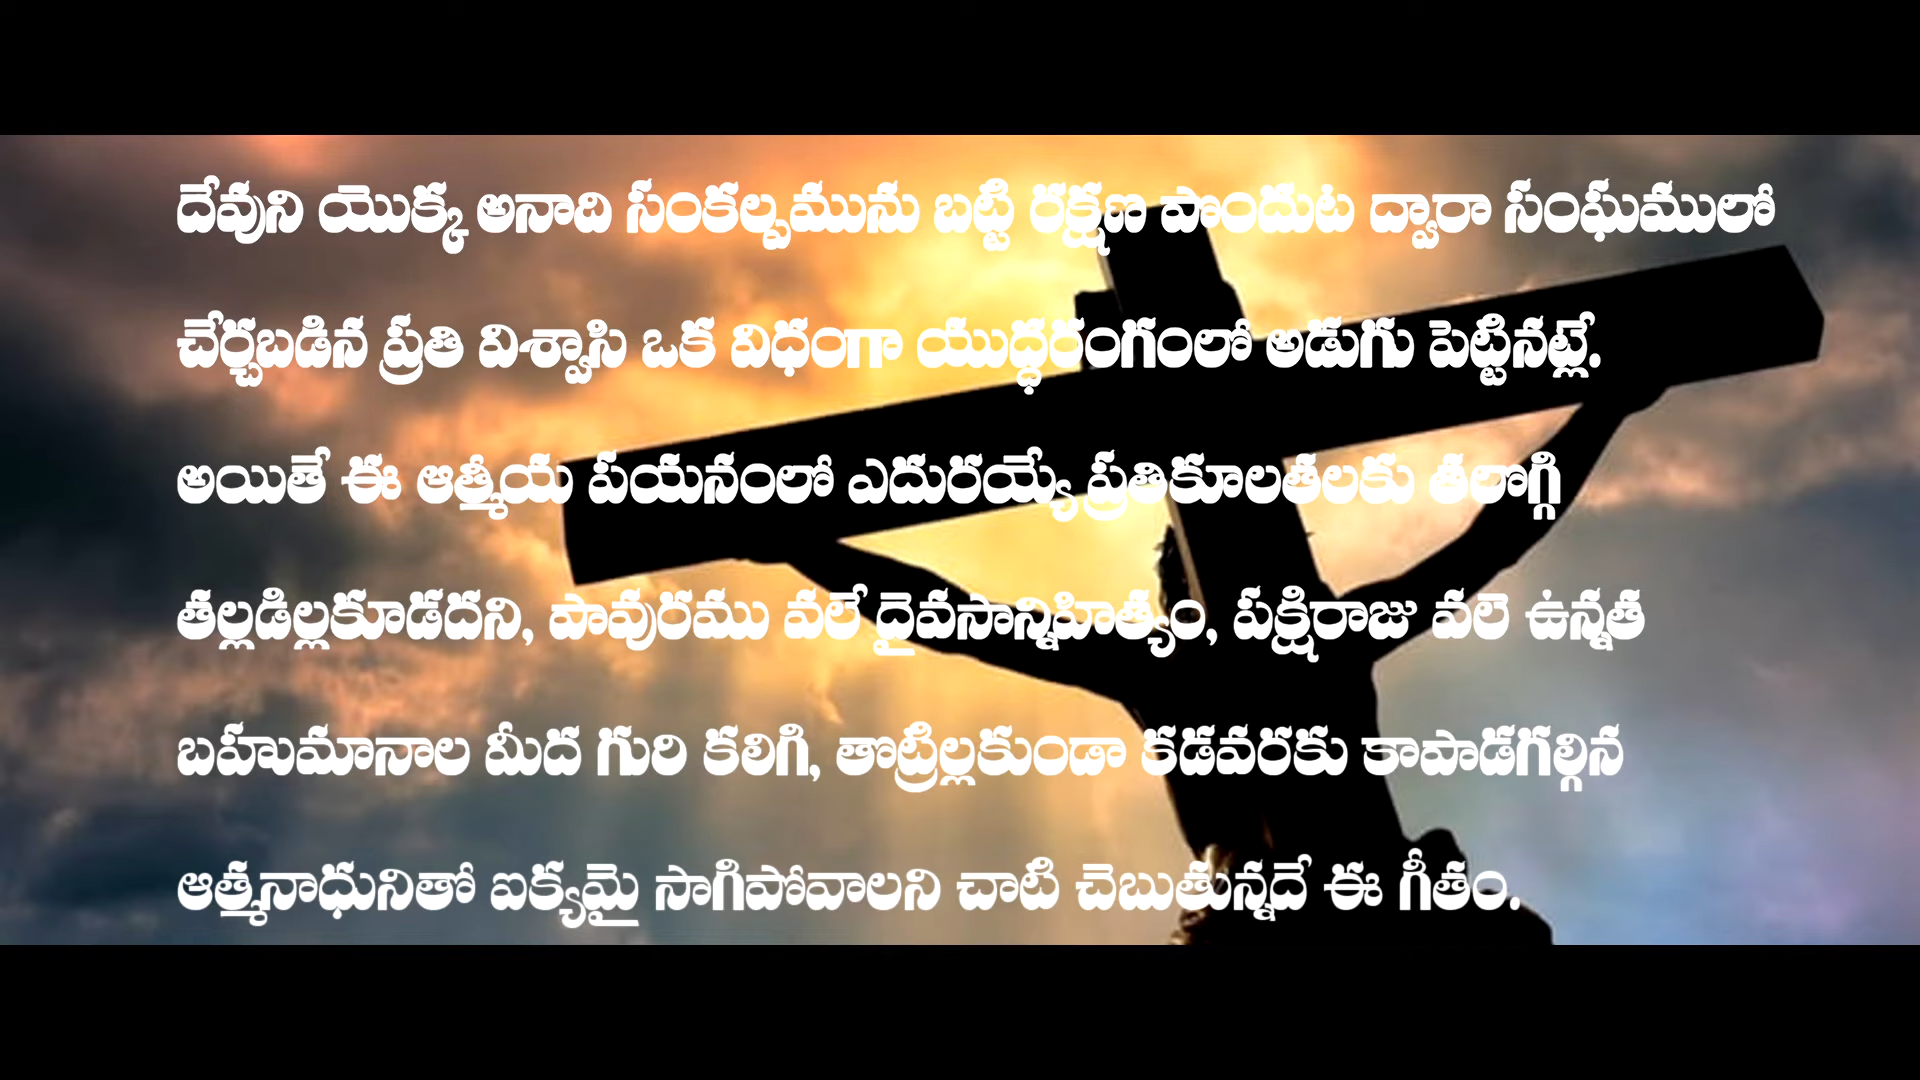 దేవుని యొక్క అనాది సంకల్పమును బట్టి రక్షణ పొందుట ద్వారా సంఘములో
చేర్చబడిన ప్రతి విశ్వాసి ఒక విధంగా యుద్ధరంగంలో అడుగు పెట్టినట్లే.
అయితే ఈ ఆత్మీయ పయనంలో ఎదురయ్యే ప్రతికూలతలకు తలొగ్గి
తల్లడిల్లకూడదని, పావురము వలే దైవసాన్నిహిత్యం, పక్షిరాజు వలె ఉన్నత
బహుమానాల మీద గురి కలిగి, తొట్రిల్లకుండా కడవరకు కాపాడగల్గిన
ఆత్మనాధునితో ఐక్యమై సాగిపోవాలని చాటి చెబుతున్నదే ఈ గీతం.